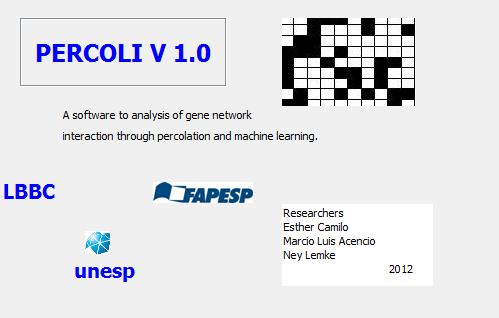 PERCOLI V 1.0
A software to analysis of gene network
interaction through percolation and machine learning.
LBBC
FAPESP
unesp
Researchers
Esther Camilo
Marcio Luis Acencio
Ney Lemke
2012